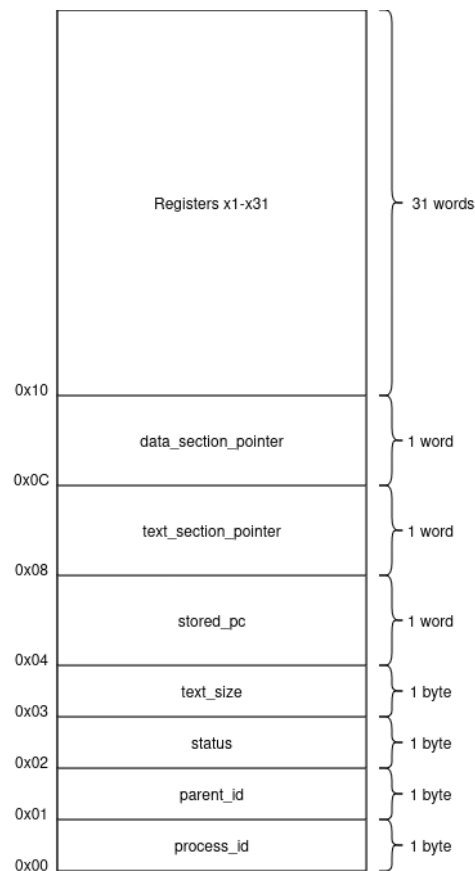 Registers x1-x31
31 words
0x10
data_section_pointer
1 word
0x0C
text_section_pointer
1 word
0x08
stored_pc
1 word
0x04
text_size
1 byte
0x03
status
1 byte
0x02
parent_id
1 byte
0x01
process_id
1 byte
0x00